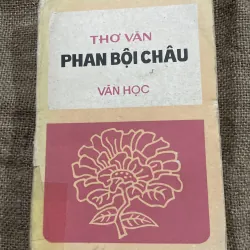 THƠ VĂN
PHAN BỘI CHÂU
VĂN HỌC